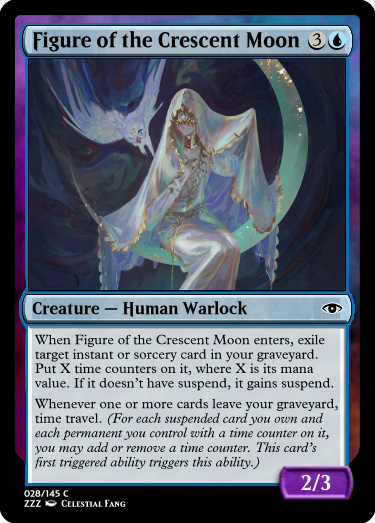 Figure of the Crescent Moon 3
Creature — Human Warlock
When Figure of the Crescent Moon enters, exile
target instant or sorcery card in your graveyard.
Put X time counters on it, where X is its mana
value. If it doesn't have suspend, it gains suspend.
Whenever one or more cards leave your graveyard,
time travel. (For each suspended card you own and
each permanent you control with a time counter on it,
you may add or remove a time counter. This card's
first triggered ability triggers this ability.)
2/3
028/145 C
ZZZ Celestial Fang